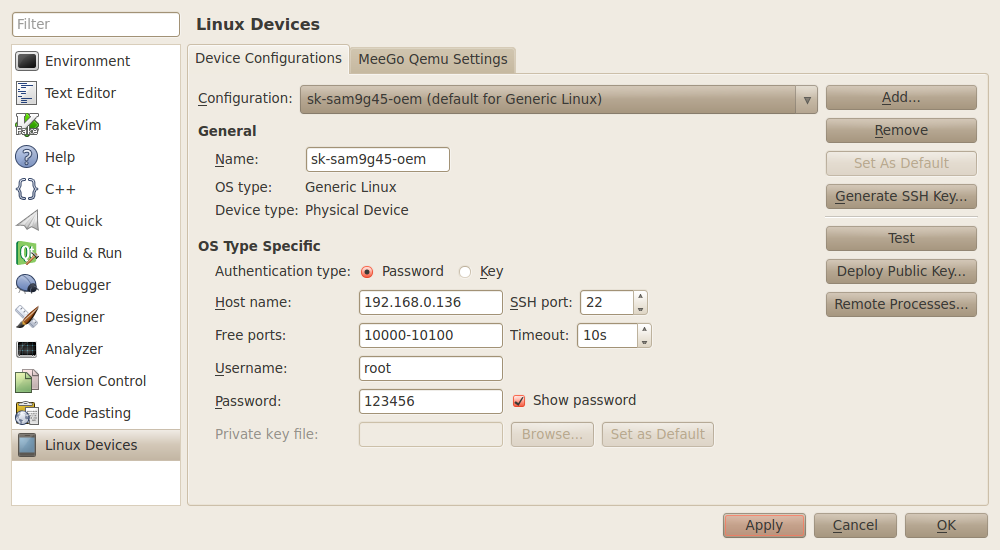 Filter
Environment
Text Editor
FakeVim
Help
C++
Qt Quick
Build & Run
Debugger
Designer
Analyzer
Version Control
Code Pasting
Linux Devices
Linux Devices
Device Configurations MeeGo Qemu Settings
Configuration: sk-sam9g45-oem (default for Generic Linux)
General
Name: sk-sam9g45-oem
OS type: Generic Linux
Device type: Physical Device
OS Type Specific
Authentication type: Password Key
Host name: 192.168.0.136 SSH port: 22
Free ports: 10000-10100 Timeout: 10s
Username: root
Password: 123456 Show password
Private key file: Browse... Set as Default
Add...
Remove
Set As Default
Generate SSH Key...
Test
Deploy Public Key...
Remote Processes...
Apply Cancel OK